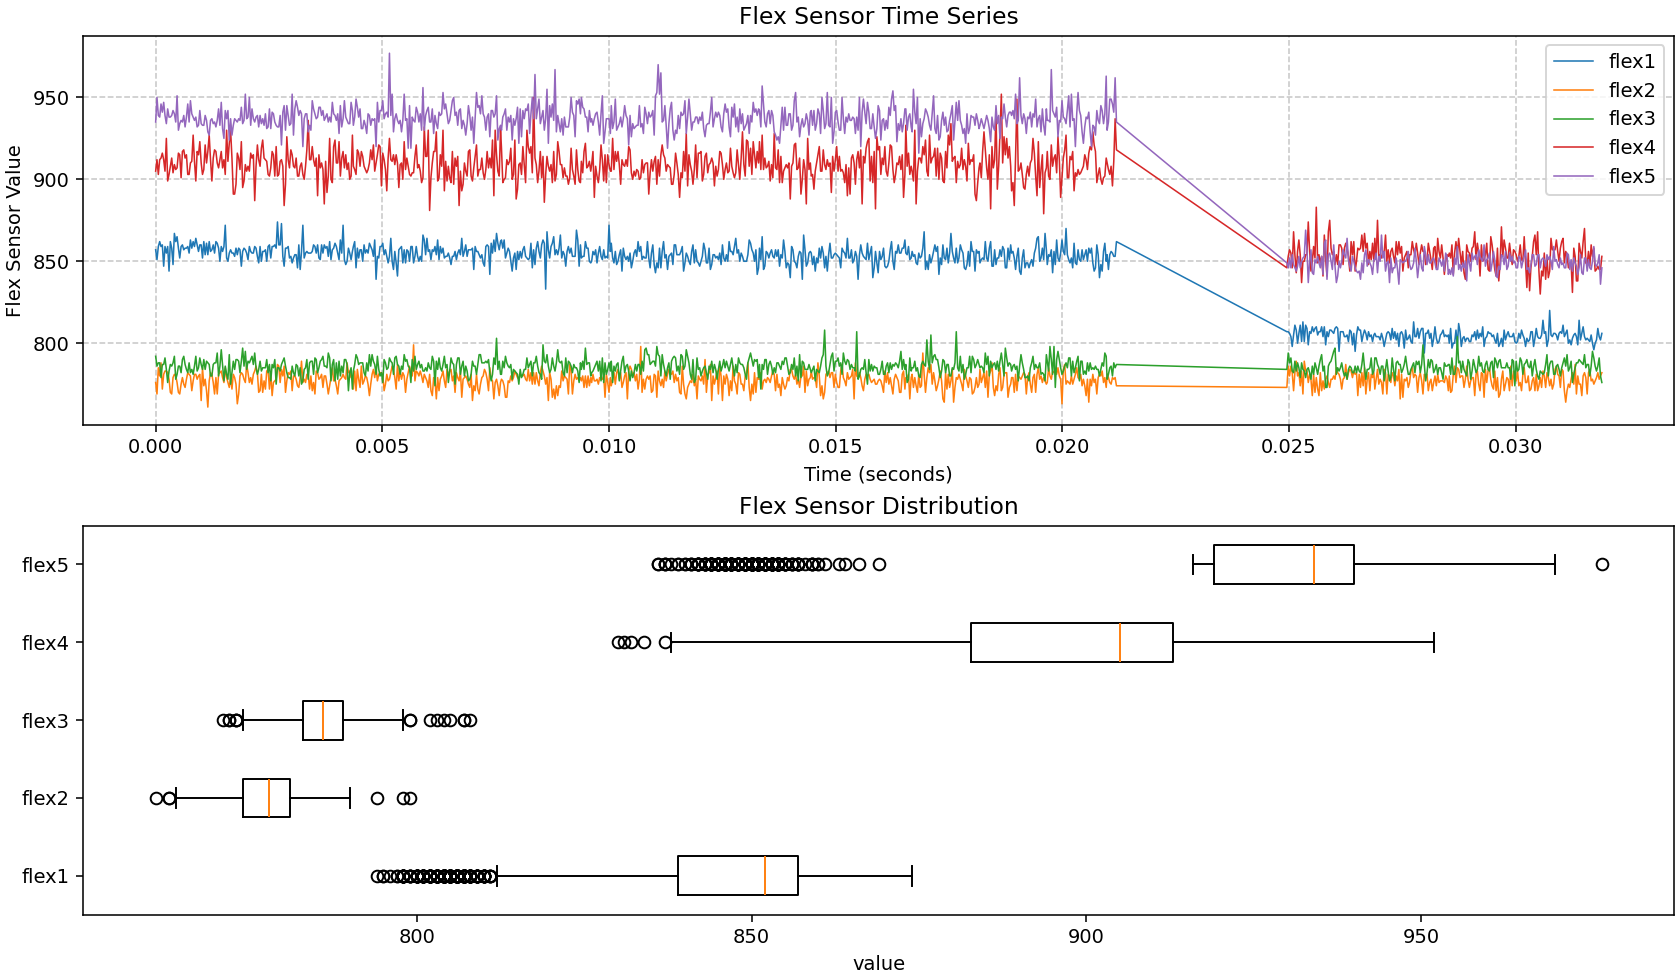 Flex Sensor Time Series
Flex Sensor Value
950
900
850
800
flex1
flex2
flex3
flex4
flex5
0.000 0.005 0.010 0.015 0.020 0.025 0.030
Time (seconds)
Flex Sensor Distribution
flex5
flex4
flex3
flex2
flex1
800 850 900 950
value